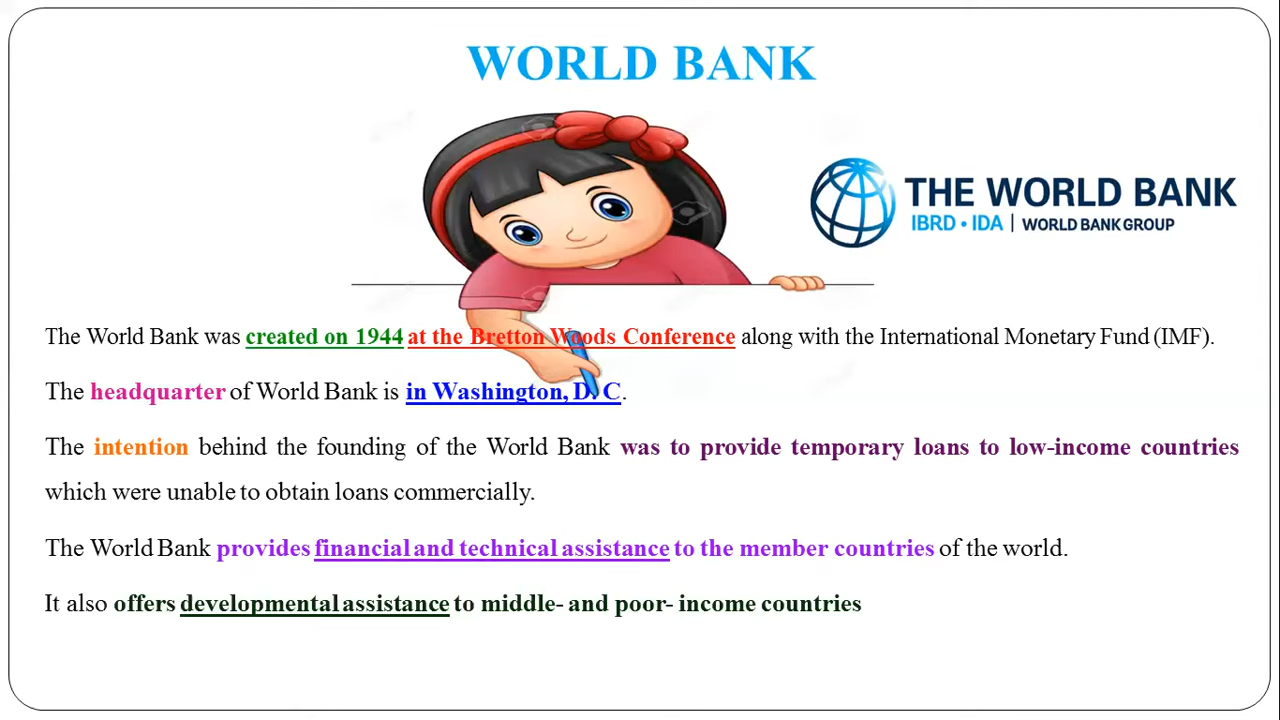 WORLD BANK
THE WORLD BANK
IBRD • IDA | WORLD BANK GROUP
The World Bank was created on 1944 at the Bretton Woods Conference along with the International Monetary Fund (IMF).
The headquarter of World Bank is in Washington, D. C.
The intention behind the founding of the World Bank was to provide temporary loans to low-income countries
which were unable to obtain loans commercially.
The World Bank provides financial and technical assistance to the member countries of the world.
It also offers developmental assistance to middle- and poor- income countries